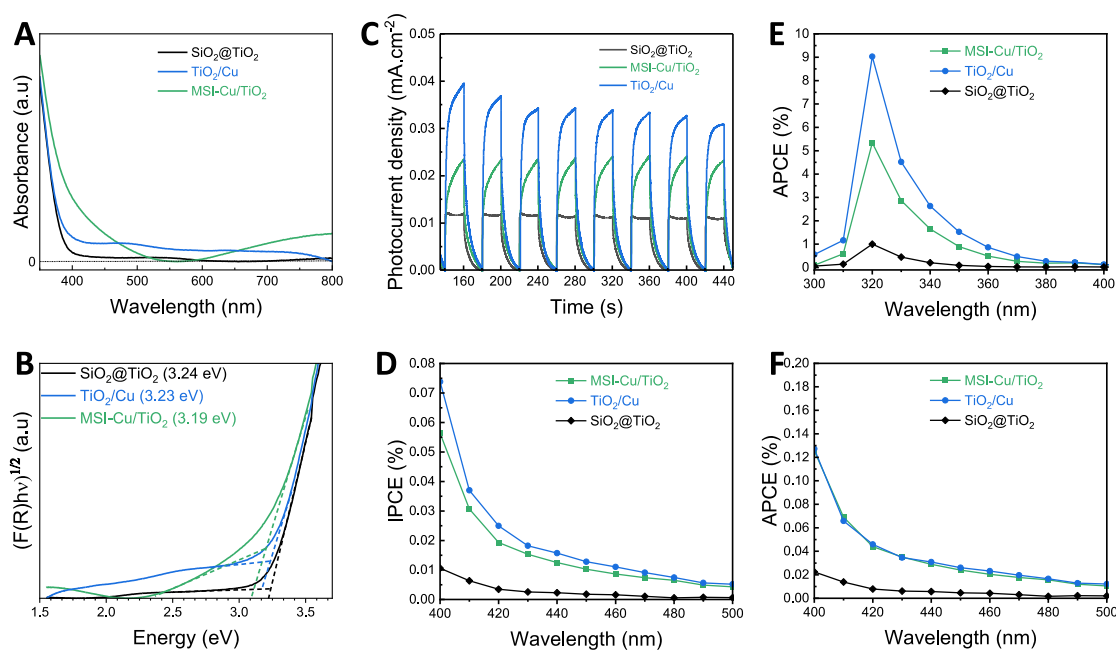 A
Absorbance (a.u)
SiO₂@TiO₂
TiO₂/Cu
MSI-Cu/TiO₂
0
400 500 600 700 800
Wavelength (nm)
C
Photocurrent density (mA.cm⁻²)
0.05
0.04
0.03
0.02
0.01
0.00
SiO₂@TiO₂
MSI-Cu/TiO₂
TiO₂/Cu
160 200 240 280 320 360 400 440
Time (s)
E
APCE (%)
10
9
8
7
6
5
4
3
2
1
0
MSI-Cu/TiO₂
TiO₂/Cu
SiO₂@TiO₂
300 320 340 360 380 400
Wavelength (nm)
B
(F(R)hν)¹ᐟ² (a.u)
SiO₂@TiO₂ (3.24 eV)
TiO₂/Cu (3.23 eV)
MSI-Cu/TiO₂ (3.19 eV)
1.5 2.0 2.5 3.0 3.5
Energy (eV)
D
IPCE (%)
0.08
0.07
0.06
0.05
0.04
0.03
0.02
0.01
0.00
MSI-Cu/TiO₂
TiO₂/Cu
SiO₂@TiO₂
400 420 440 460 480 500
Wavelength (nm)
F
APCE (%)
0.20
0.18
0.16
0.14
0.12
0.10
0.08
0.06
0.04
0.02
0.00
MSI-Cu/TiO₂
TiO₂/Cu
SiO₂@TiO₂
400 420 440 460 480 500
Wavelength (nm)